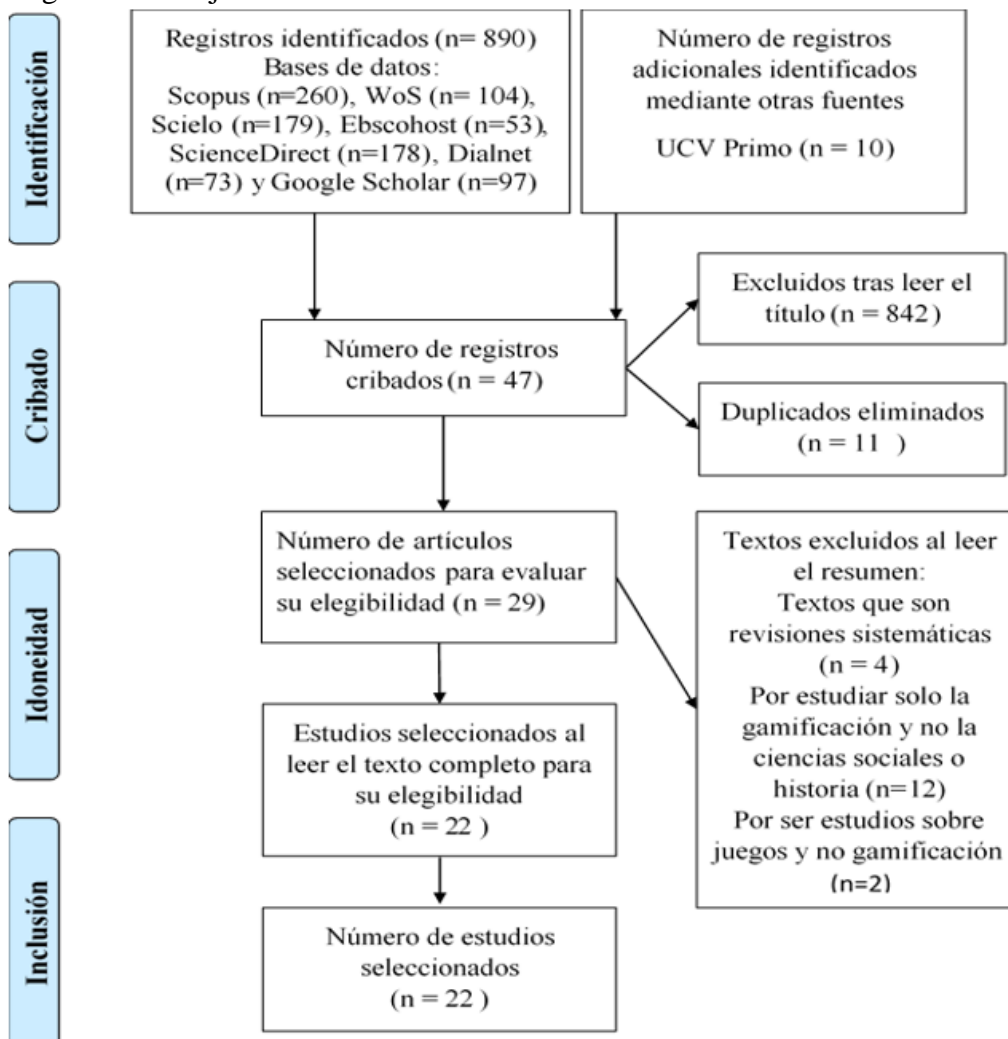 Identificación
Registros identificados (n= 890)
Bases de datos:
Scopus (n=260), WoS (n= 104),
Scielo (n=179), Ebscohost (n=53),
ScienceDirect (n=178), Dialnet
(n=73) y Google Scholar (n=97)
Número de registros
adicionales identificados
mediante otras fuentes
UCV Primo (n = 10)
Cribado
Número de registros
cribados (n = 47)
Excluidos tras leer el
título (n = 842)
Duplicados eliminados
(n = 11 )
Idoneidad
Número de artículos
seleccionados para evaluar
su elegibilidad (n = 29)
Textos excluidos al leer
el resumen:
Textos que son
revisiones sistemáticas
(n = 4)
Por estudiar solo la
gamificación y no la
ciencias sociales o
historia (n=12)
Por ser estudios sobre
juegos y no gamificación
(n=2)
Estudios seleccionados al
leer el texto completo para
su elegibilidad
(n = 22 )
Inclusión
Número de estudios
seleccionados
(n = 22 )